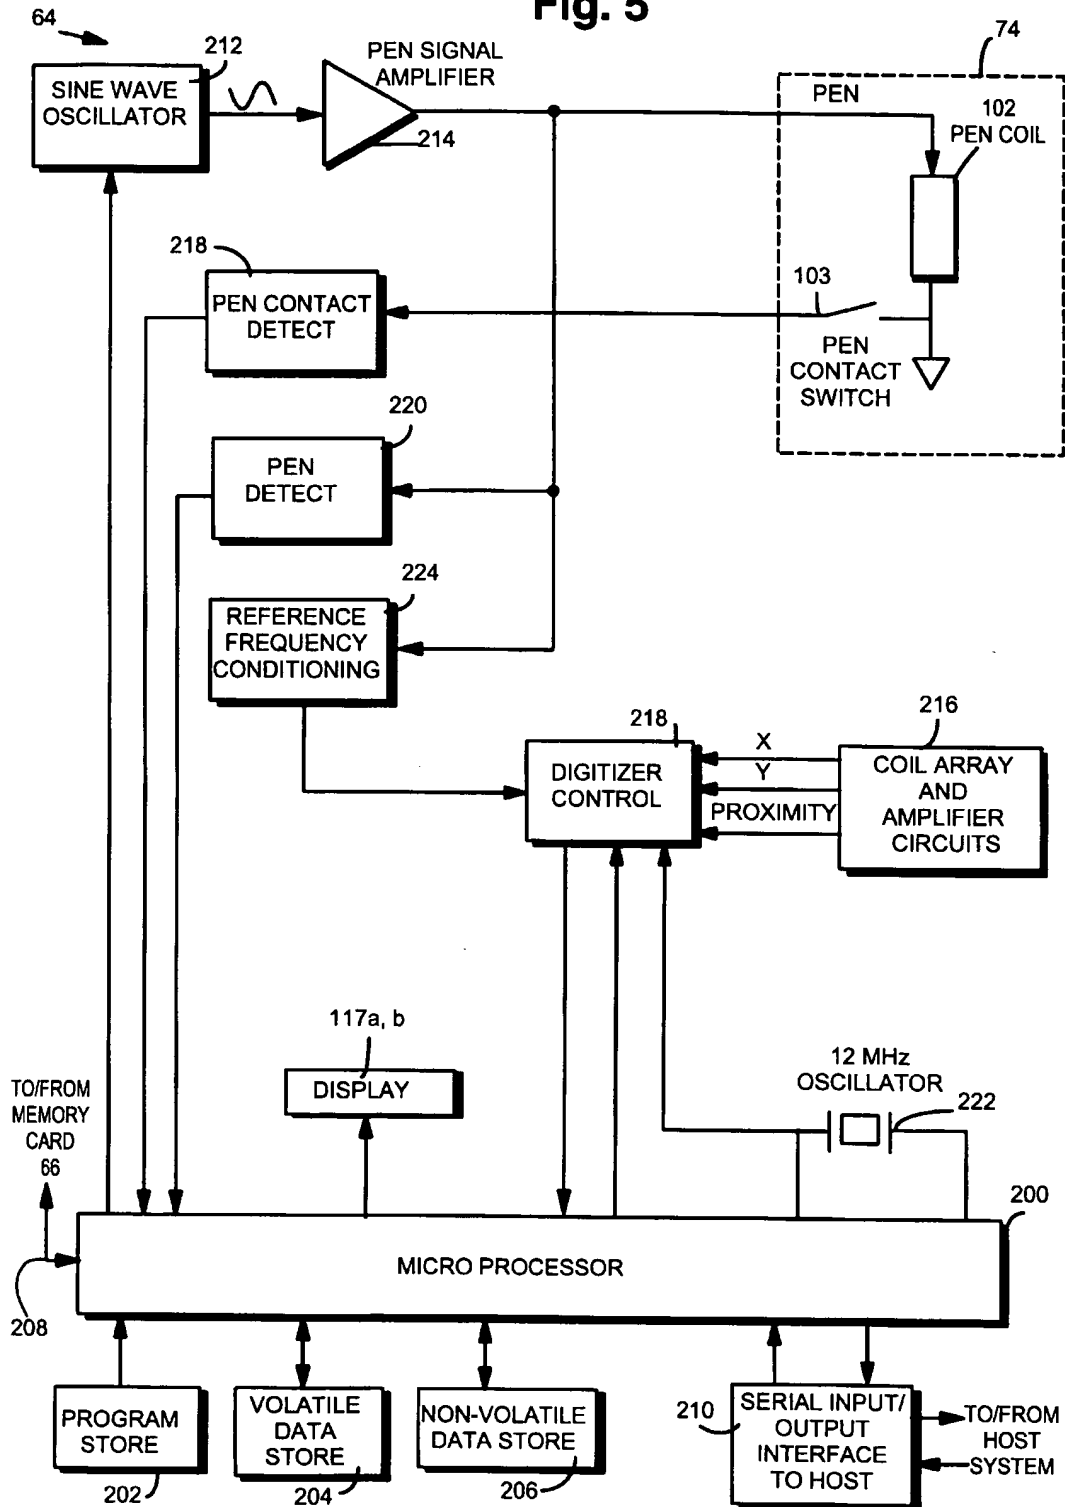 Fig. 5
64
212
SINE WAVE
OSCILLATOR
PEN SIGNAL
AMPLIFIER
214
74
PEN
102
PEN COIL
218
PEN CONTACT
DETECT
103
PEN
CONTACT
SWITCH
220
PEN
DETECT
224
REFERENCE
FREQUENCY
CONDITIONING
218
DIGITIZER
CONTROL
X
Y
PROXIMITY
216
COIL ARRAY
AND
AMPLIFIER
CIRCUITS
117a, b
DISPLAY
12 MHz
OSCILLATOR
222
TO/FROM
MEMORY
CARD
66
200
MICRO PROCESSOR
208
PROGRAM
STORE
202
VOLATILE
DATA
STORE
204
NON-VOLATILE
DATA STORE
206
210
SERIAL INPUT/
OUTPUT
INTERFACE
TO HOST
TO/FROM
HOST
SYSTEM